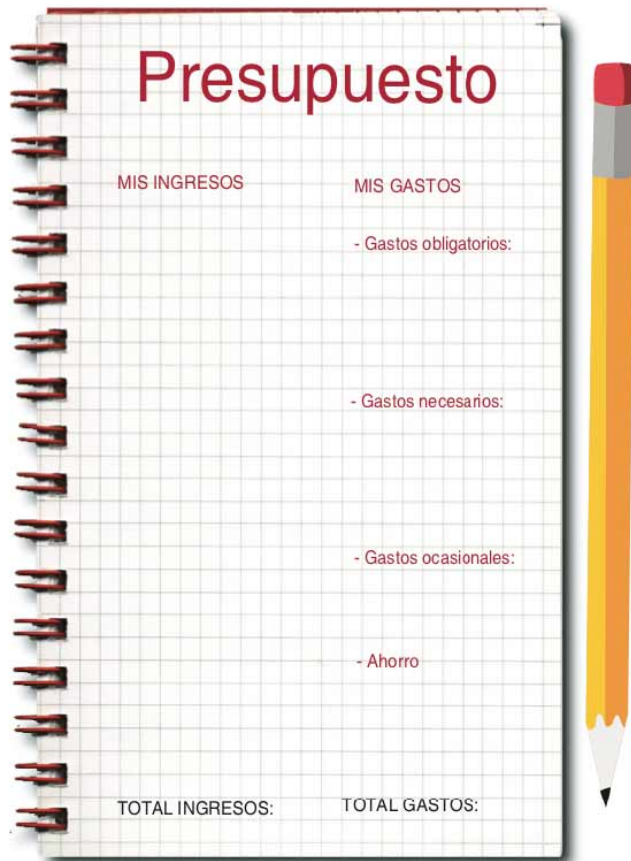 Presupuesto
MIS INGRESOS
MIS GASTOS
- Gastos obligatorios:
- Gastos necesarios:
- Gastos ocasionales:
- Ahorro
TOTAL INGRESOS:
TOTAL GASTOS: